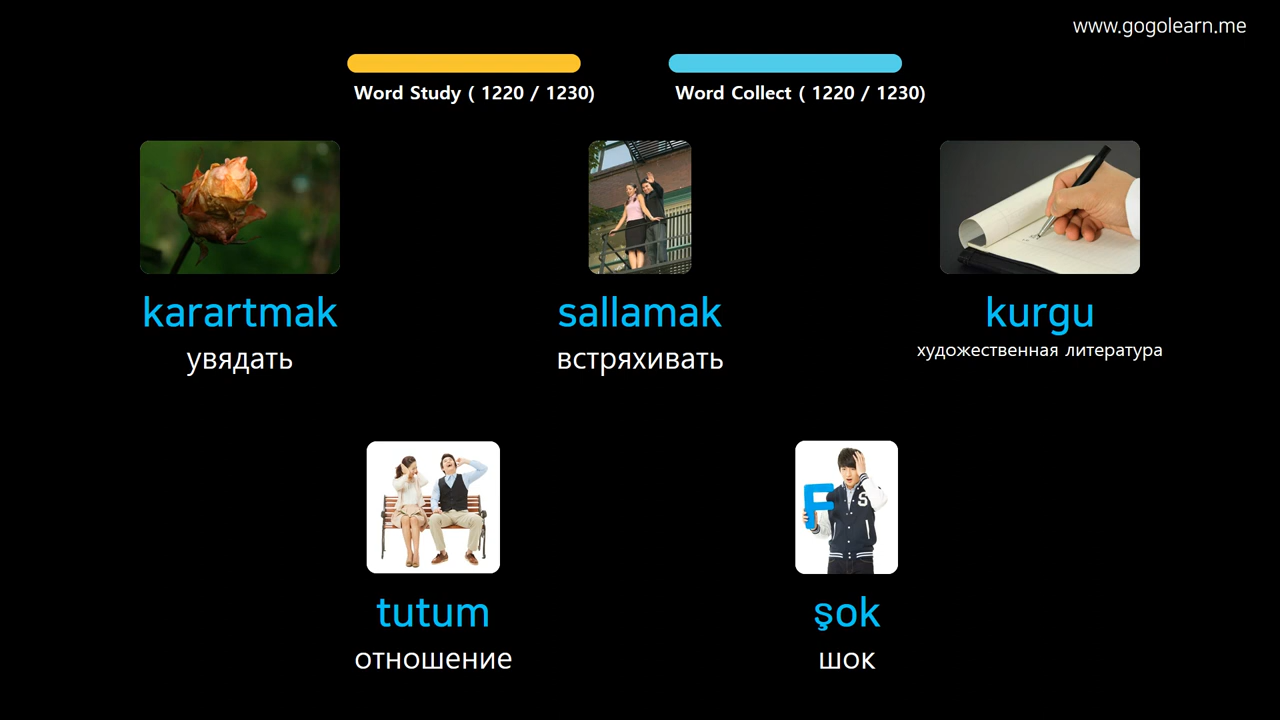 www.gogolearn.me
Word Study ( 1220 / 1230)
Word Collect ( 1220 / 1230)
karartmak
увядать
sallamak
встряхивать
kurgu
художественная литература
F
S
tutum
отношение
şok
шок